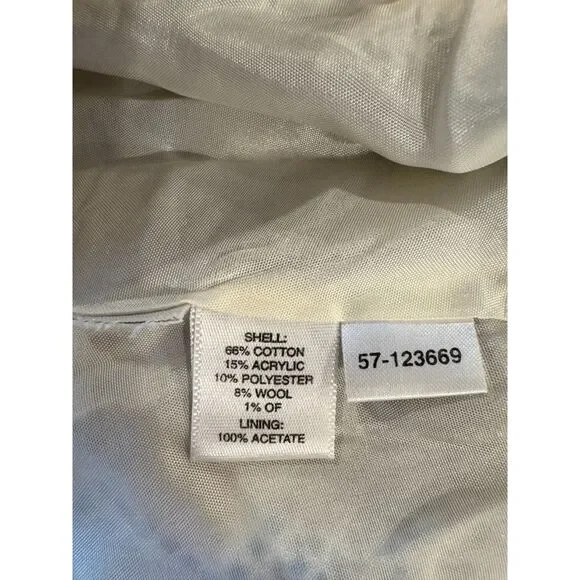 SHELL:
66% COTTON
15% ACRYLIC
10% POLYESTER
8% WOOL
1% OF
LINING:
100% ACETATE
57-123669